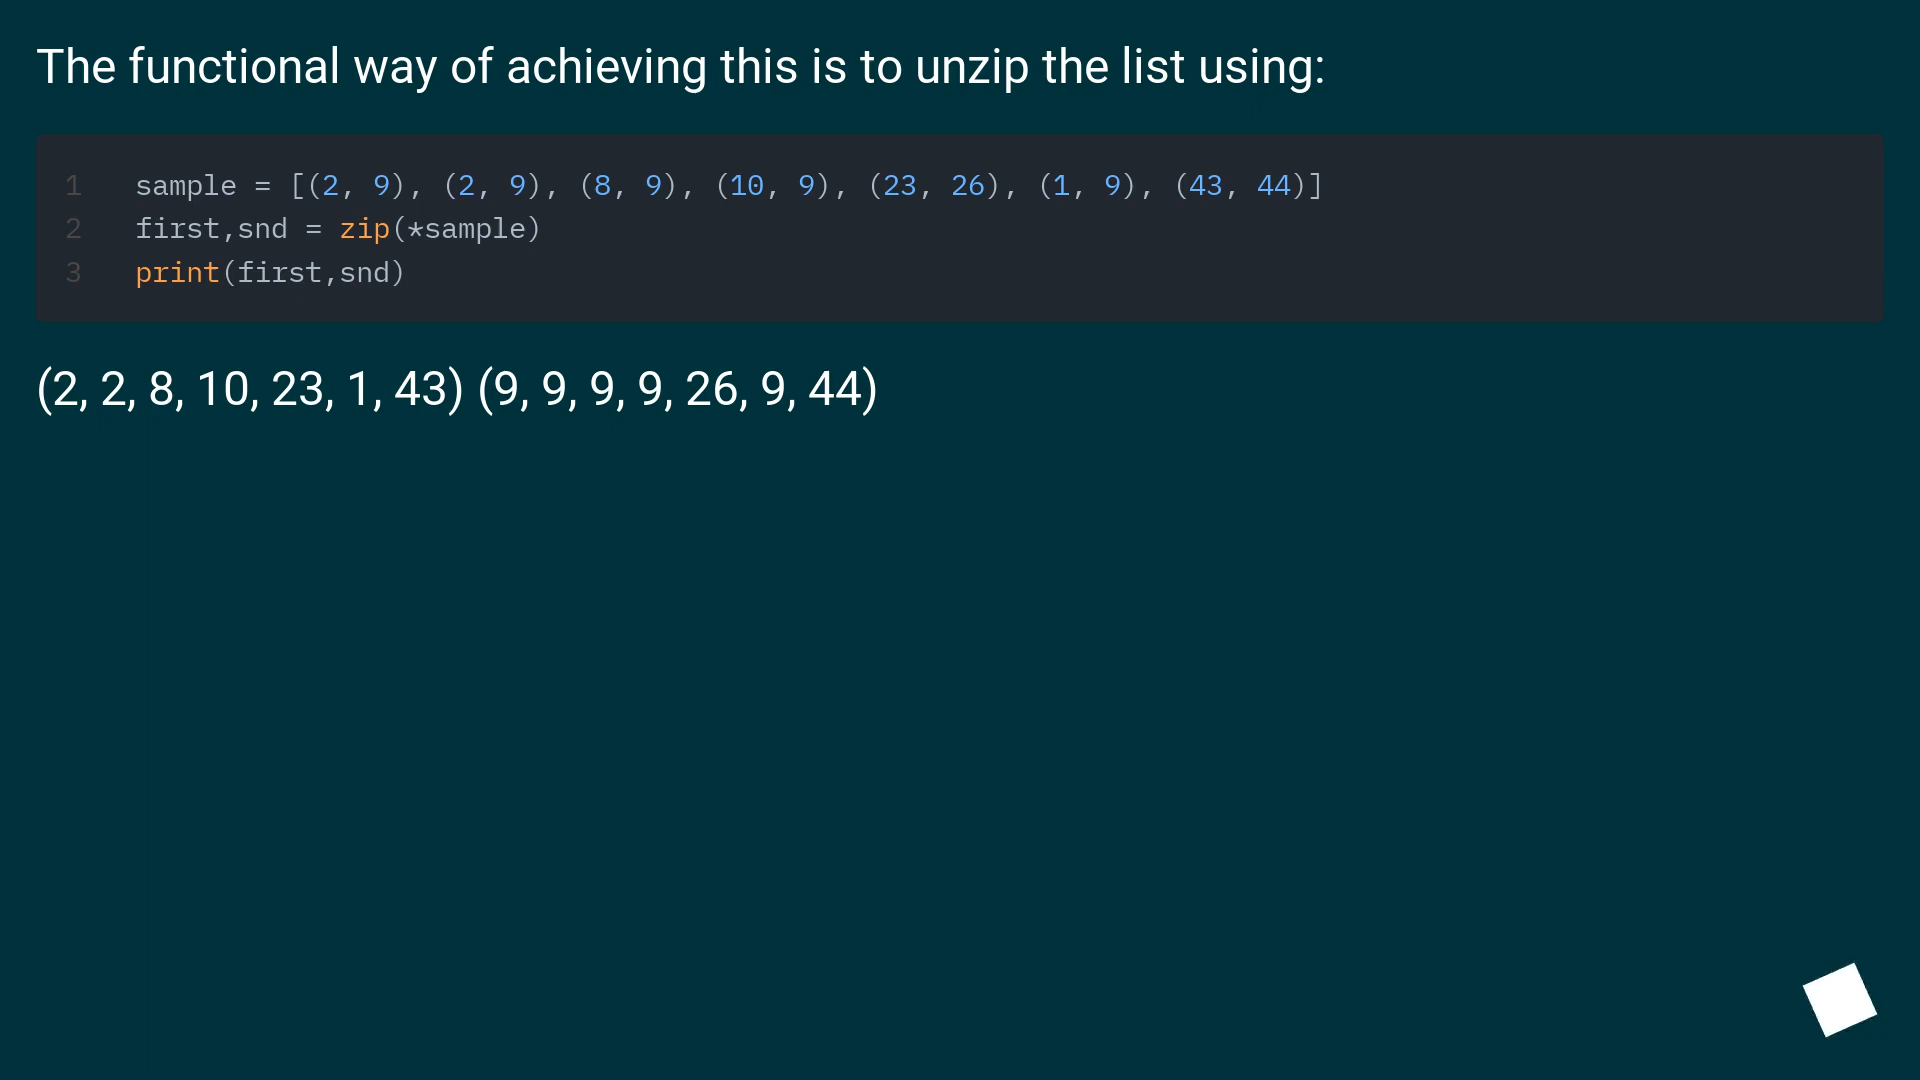 The functional way of achieving this is to unzip the list using:
1 sample = [(2, 9), (2, 9), (8, 9), (10, 9), (23, 26), (1, 9), (43, 44)]
2 first,snd = zip(*sample)
3 print(first,snd)
(2, 2, 8, 10, 23, 1, 43) (9, 9, 9, 9, 26, 9, 44)